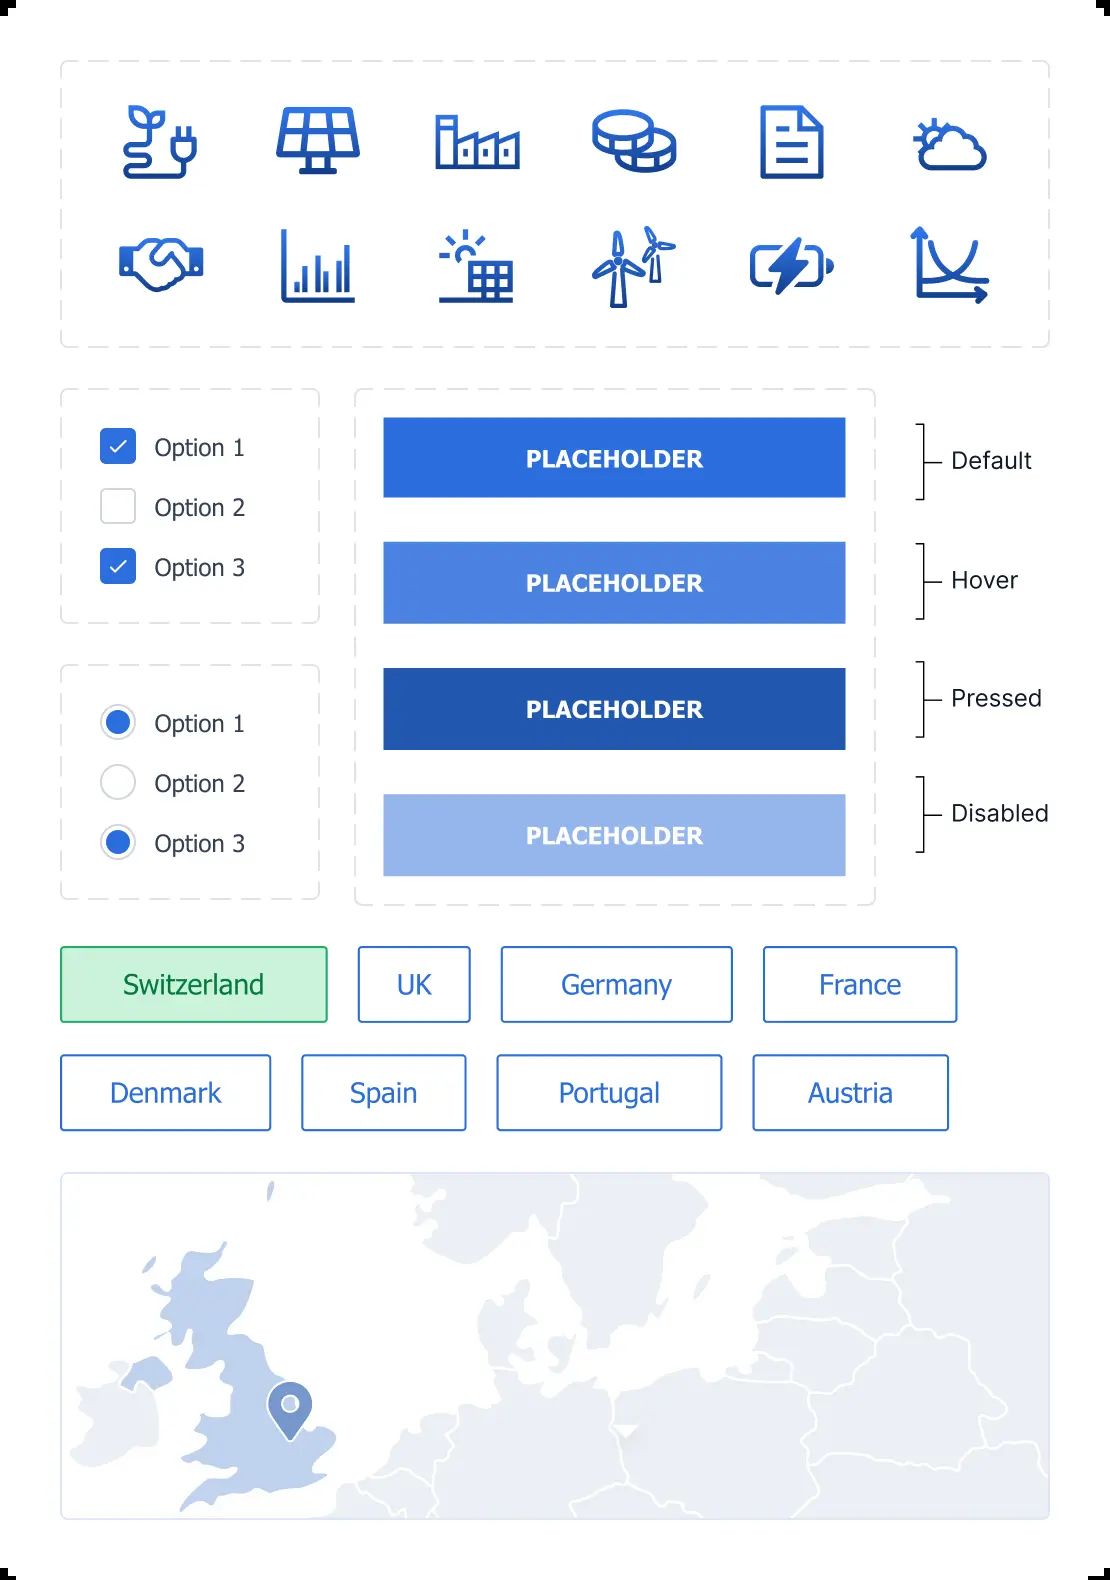 Option 1
Option 2
Option 3
Option 1
Option 2
Option 3
PLACEHOLDER
PLACEHOLDER
PLACEHOLDER
PLACEHOLDER
Default
Hover
Pressed
Disabled
Switzerland
UK
Germany
France
Denmark
Spain
Portugal
Austria